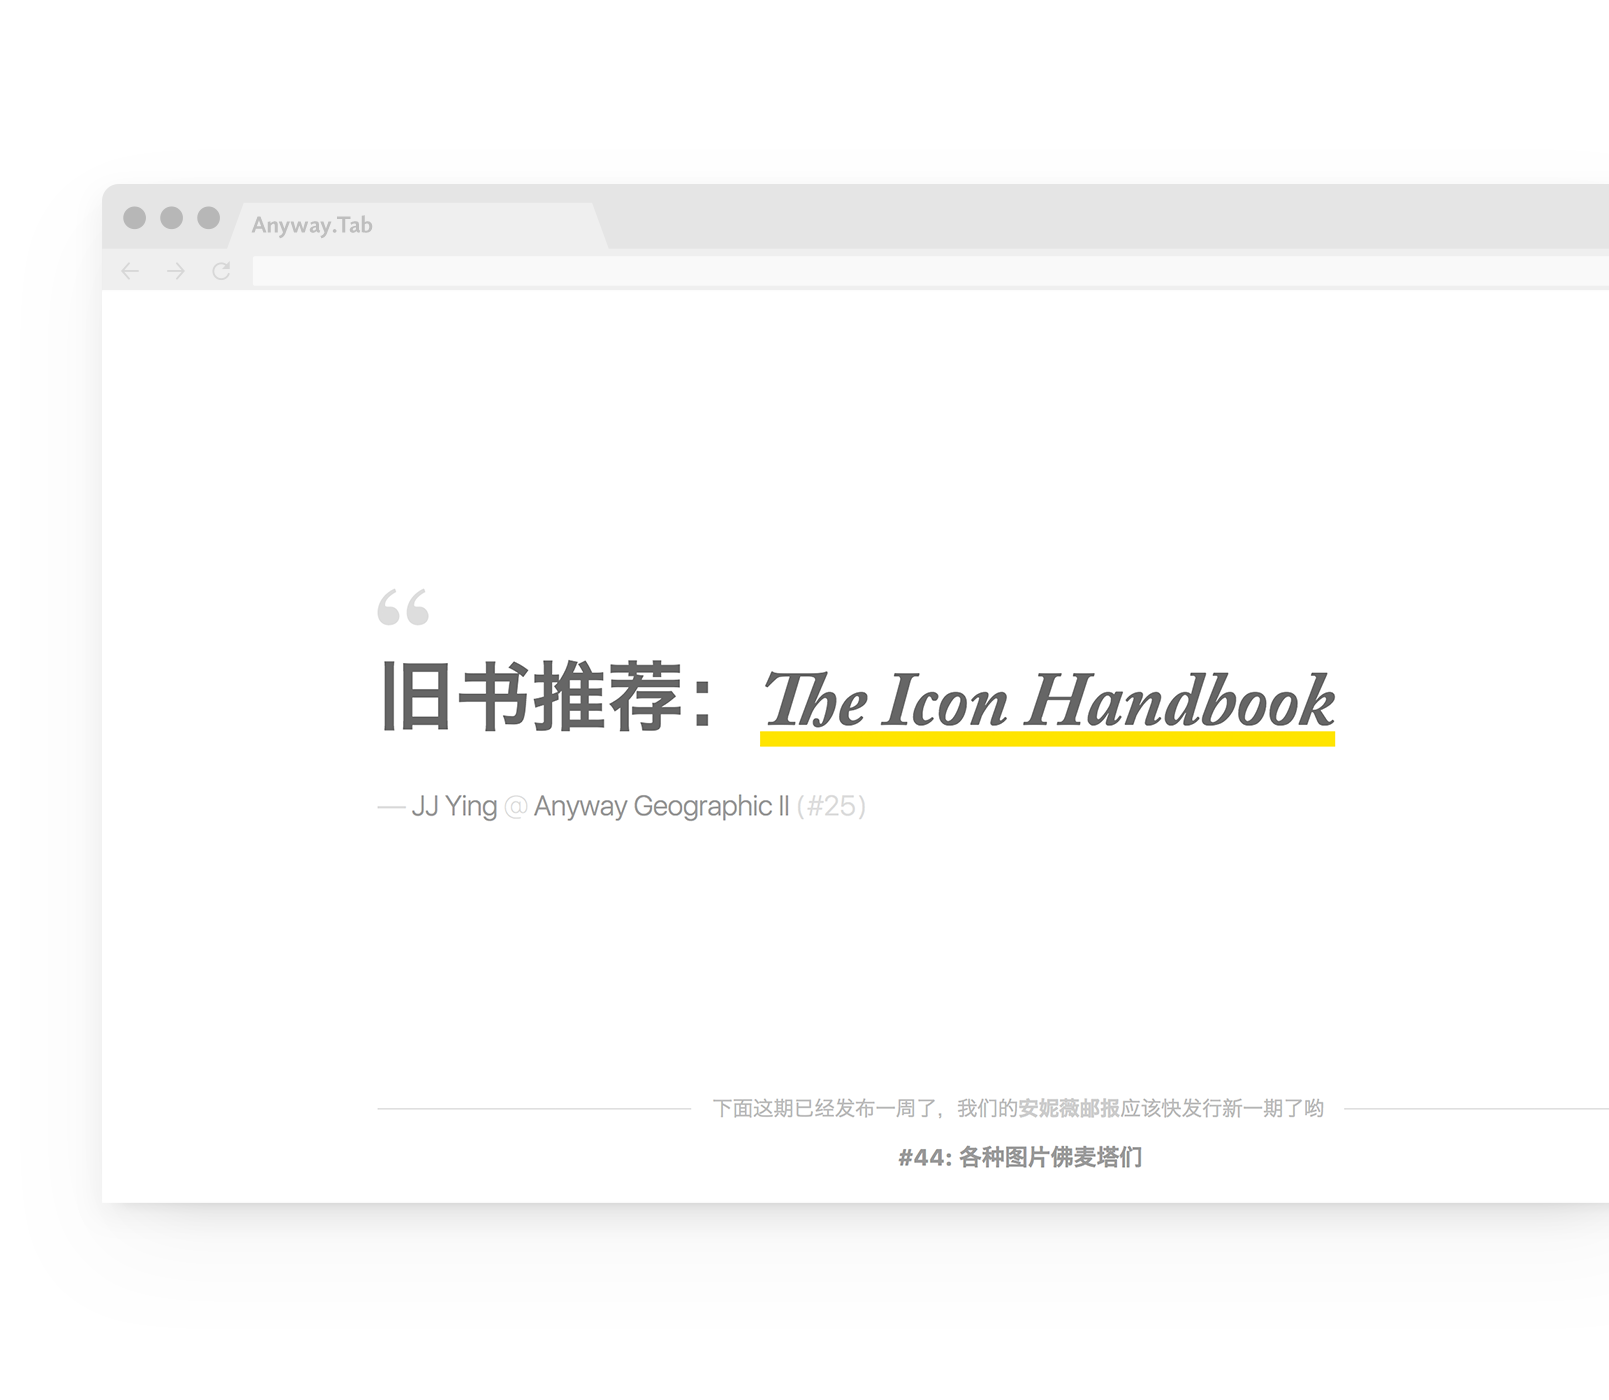 Anyway.Tab
“
旧书推荐：The Icon Handbook
— JJ Ying @ Anyway Geographic II (#25)
下面这期已经发布一周了，我们的安妮薇邮报应该快发行新一期了哟
#44: 各种图片佛麦塔们